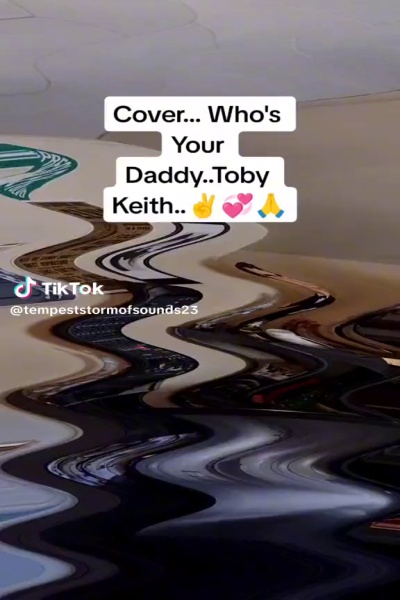 Cover... Who's
Your
Daddy..Toby
Keith..✌️💞🙏
TikTok
@tempeststormofsounds23